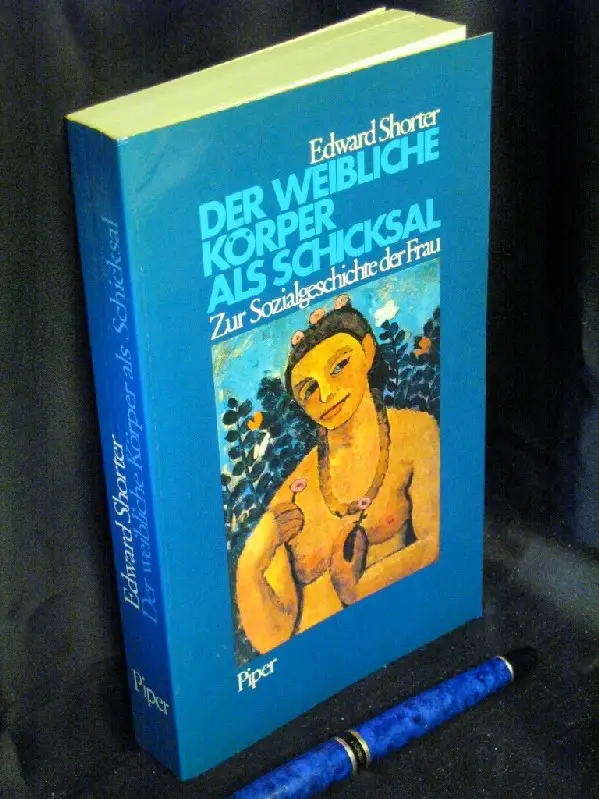 Edward Shorter
DER WEIBLICHE
KÖRPER
ALS SCHICKSAL
Zur Sozialgeschichte der Frau
Piper
Edward Shorter
Der weibliche Körper als Schicksal
Piper